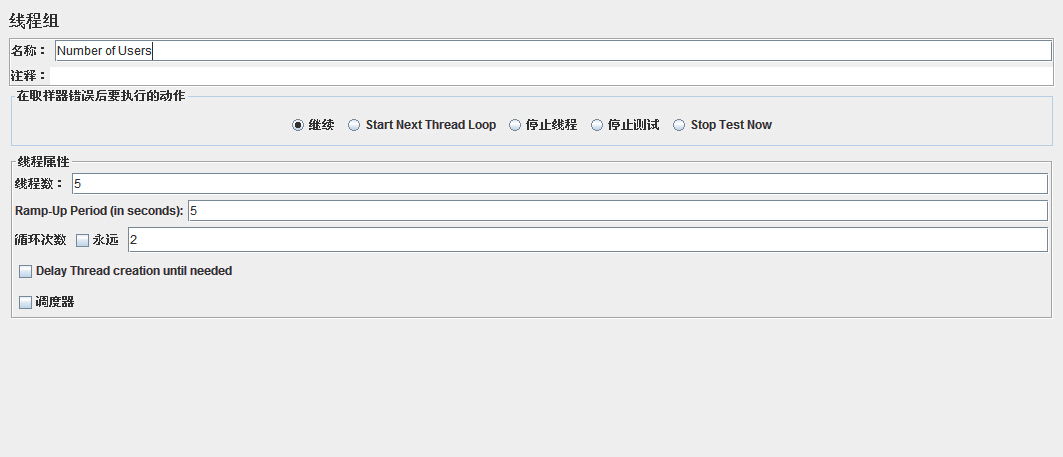 线程组
名称： Number of Users
注释：
在取样器错误后要执行的动作
继续 Start Next Thread Loop 停止线程 停止测试 Stop Test Now
线程属性
线程数： 5
Ramp-Up Period (in seconds): 5
循环次数 永远 2
Delay Thread creation until needed
调度器